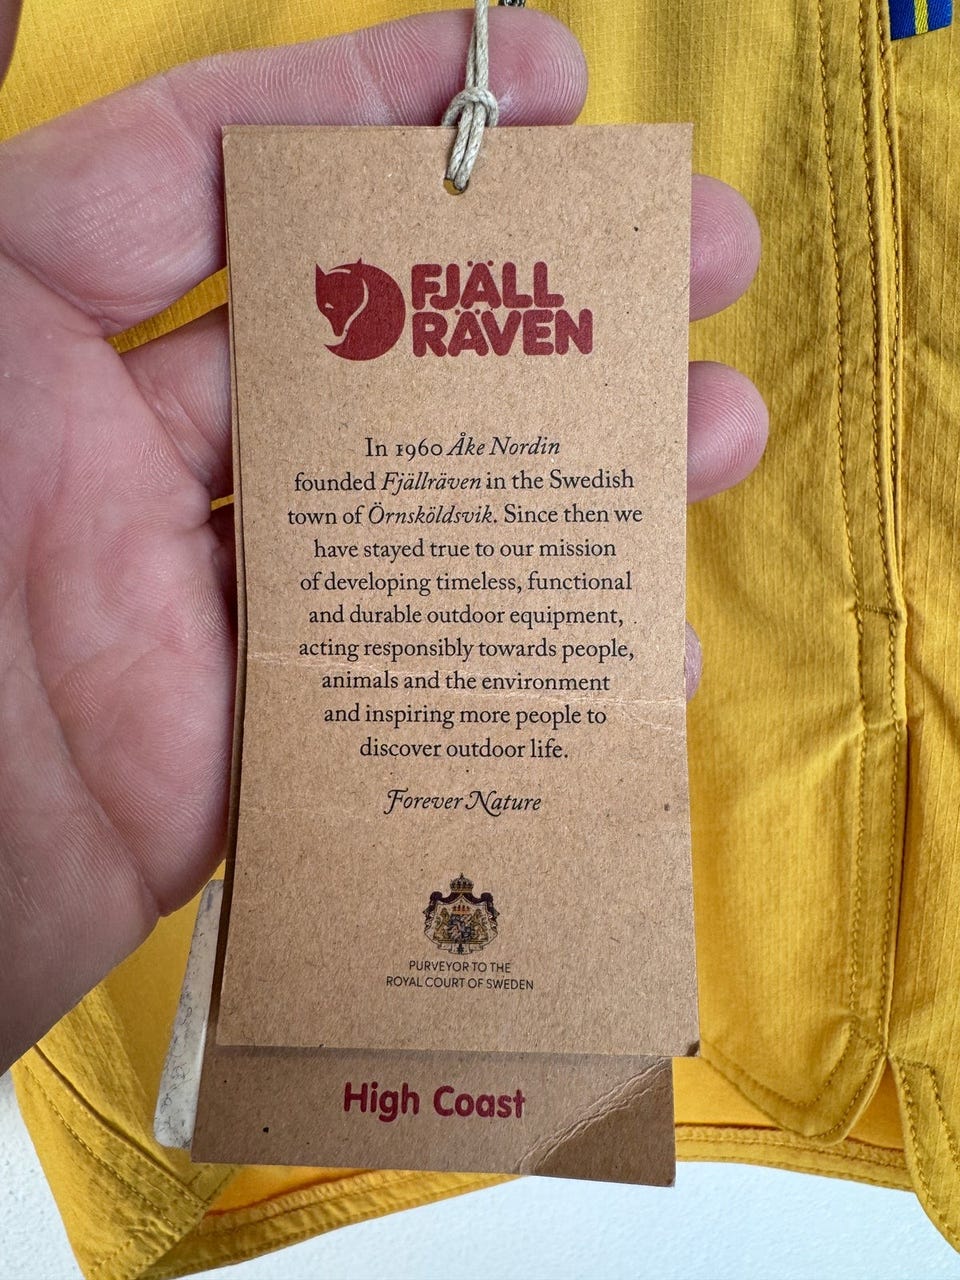 FJÄLL
RÄVEN
In 1960 Åke Nordin
founded Fjällräven in the Swedish
town of Örnsköldsvik. Since then we
have stayed true to our mission
of developing timeless, functional
and durable outdoor equipment,
acting responsibly towards people,
animals and the environment
and inspiring more people to
discover outdoor life.
Forever Nature
PURVEYOR TO THE
ROYAL COURT OF SWEDEN
High Coast